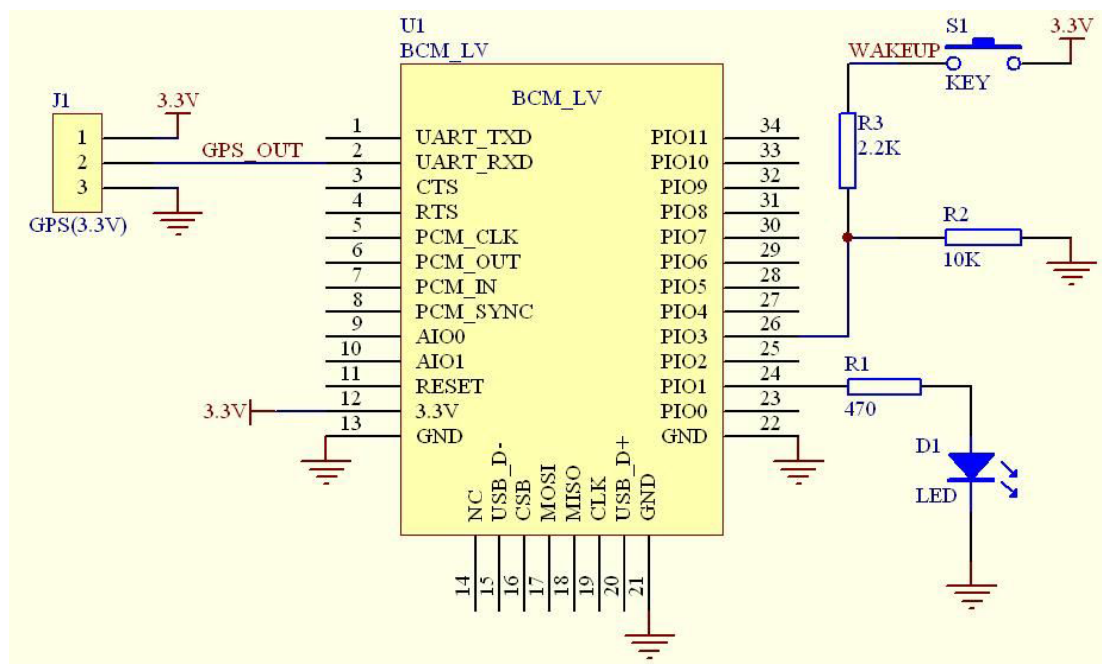 U1
BCM_LV
BCM_LV
J1
3.3V
1
2
3
GPS(3.3V)
GPS_OUT
1 UART_TXD
2 UART_RXD
3 CTS
4 RTS
5 PCM_CLK
6 PCM_OUT
7 PCM_IN
8 PCM_SYNC
9 AIO0
10 AIO1
11 RESET
3.3V 12 3.3V
13 GND
PIO11 34
PIO10 33
PIO9 32
PIO8 31
PIO7 30
PIO6 29
PIO5 28
PIO4 27
PIO3 26
PIO2 25
PIO1 24
PIO0 23
GND 22
NC 14
USB_D- 15
CSB 16
MOSI 17
MISO 18
CLK 19
USB_D+ 20
GND 21
S1
3.3V
WAKEUP
KEY
R3
2.2K
R2
10K
R1
470
D1
LED